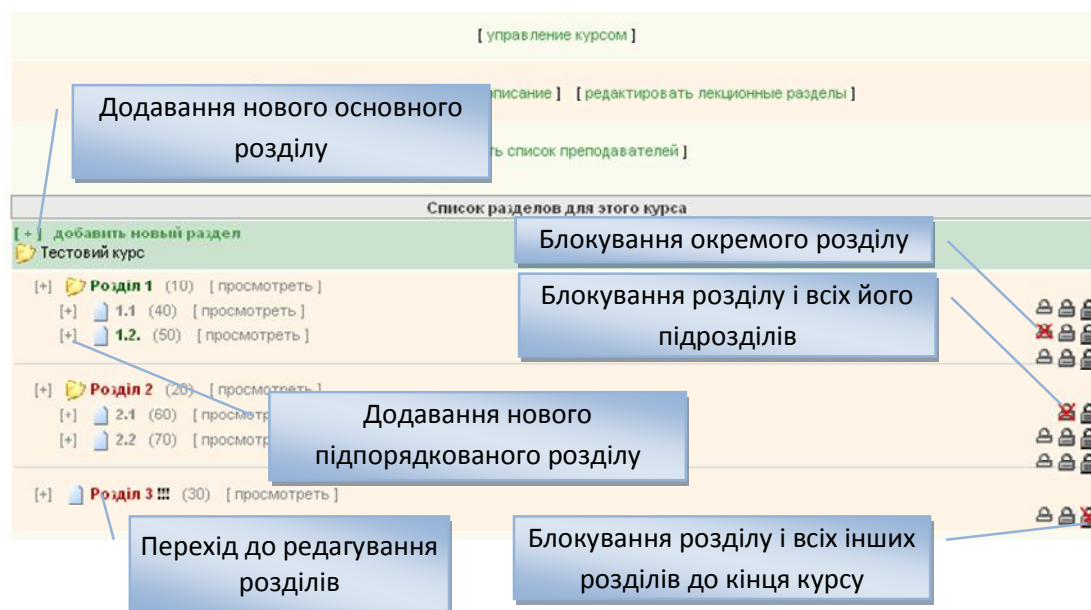 [ управление курсом ]
Додавання нового основного
розділу
[ редактировать лекционные разделы ]
список преподавателей ]
Список разделов для этого курса
[ + ] добавить новый раздел
Тестовий курс
Блокування окремого розділу
[+] Розділ 1 (10) [ просмотреть ]
[+] 1.1 (40) [ просмотреть ]
[+] 1.2. (50) [ просмотреть ]
Блокування розділу і всіх його
підрозділів
[+] Розділ 2 (20) [ просмотреть ]
[+] 2.1 (60)
[+] 2.2 (70)
Додавання нового
підпорядкованого розділу
[+] Розділ 3 !!! (30) [ просмотреть ]
Перехід до редагування
розділів
Блокування розділу і всіх інших
розділів до кінця курсу